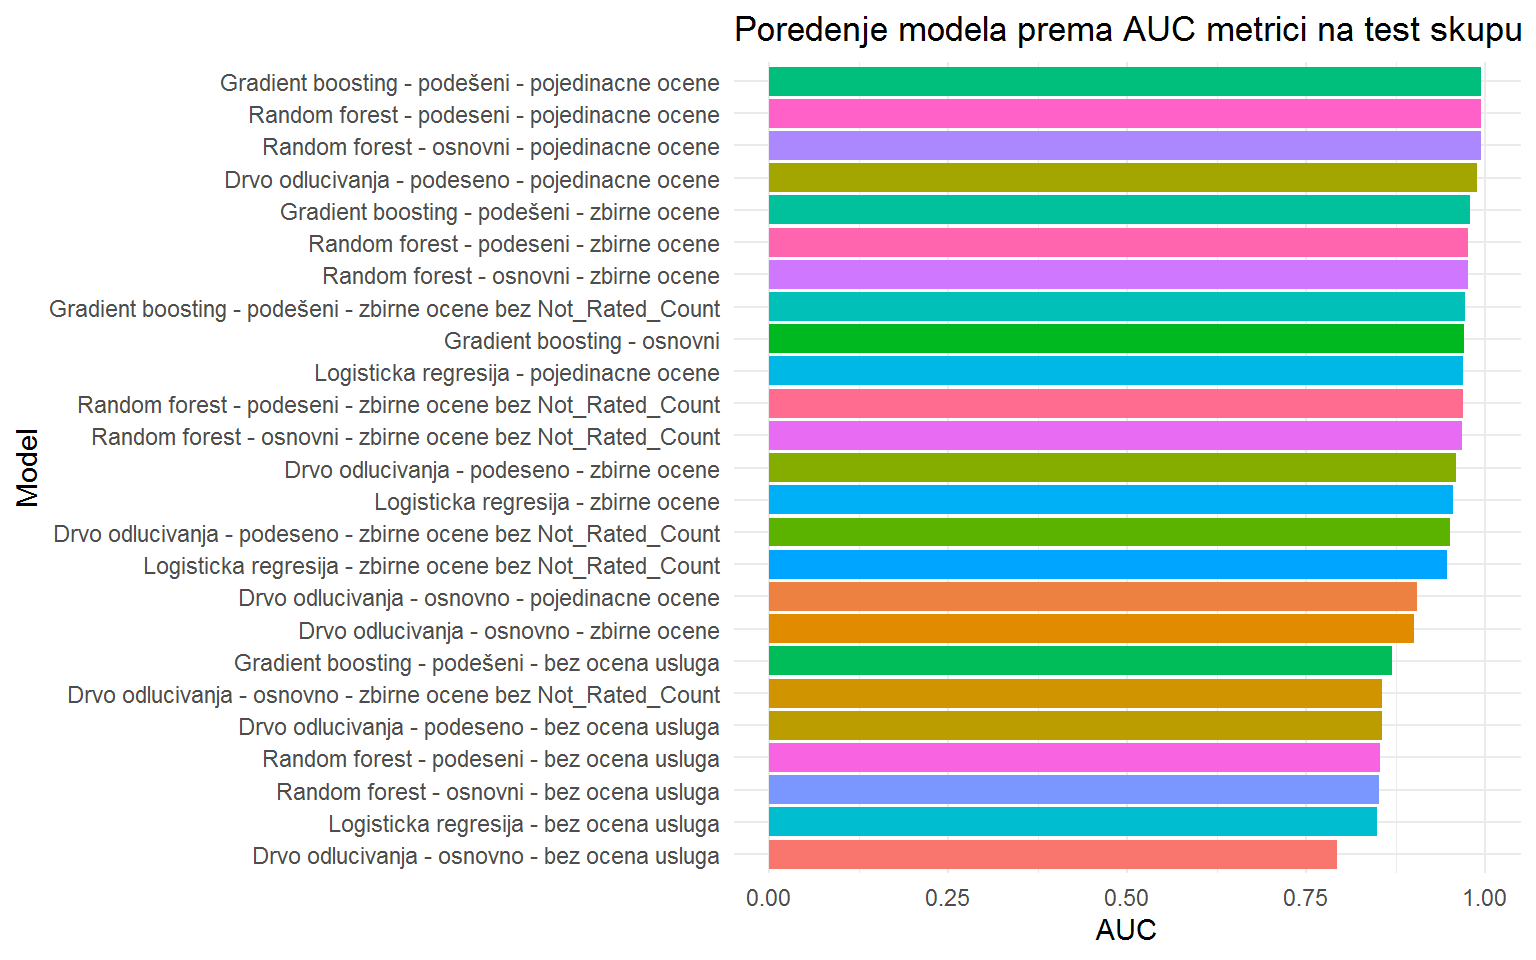 Poredenje modela prema AUC metrici na test skupu
Gradient boosting - podešeni - pojedinacne ocene
Random forest - podeseni - pojedinacne ocene
Random forest - osnovni - pojedinacne ocene
Drvo odlucivanja - podeseno - pojedinacne ocene
Gradient boosting - podešeni - zbirne ocene
Random forest - podeseni - zbirne ocene
Random forest - osnovni - zbirne ocene
Gradient boosting - podešeni - zbirne ocene bez Not_Rated_Count
Gradient boosting - osnovni
Logisticka regresija - pojedinacne ocene
Random forest - podeseni - zbirne ocene bez Not_Rated_Count
Random forest - osnovni - zbirne ocene bez Not_Rated_Count
Drvo odlucivanja - podeseno - zbirne ocene
Logisticka regresija - zbirne ocene
Drvo odlucivanja - podeseno - zbirne ocene bez Not_Rated_Count
Logisticka regresija - zbirne ocene bez Not_Rated_Count
Drvo odlucivanja - osnovno - pojedinacne ocene
Drvo odlucivanja - osnovno - zbirne ocene
Gradient boosting - podešeni - bez ocena usluga
Drvo odlucivanja - osnovno - zbirne ocene bez Not_Rated_Count
Drvo odlucivanja - podeseno - bez ocena usluga
Random forest - podeseni - bez ocena usluga
Random forest - osnovni - bez ocena usluga
Logisticka regresija - bez ocena usluga
Drvo odlucivanja - osnovno - bez ocena usluga
Model
0.00 0.25 0.50 0.75 1.00
AUC